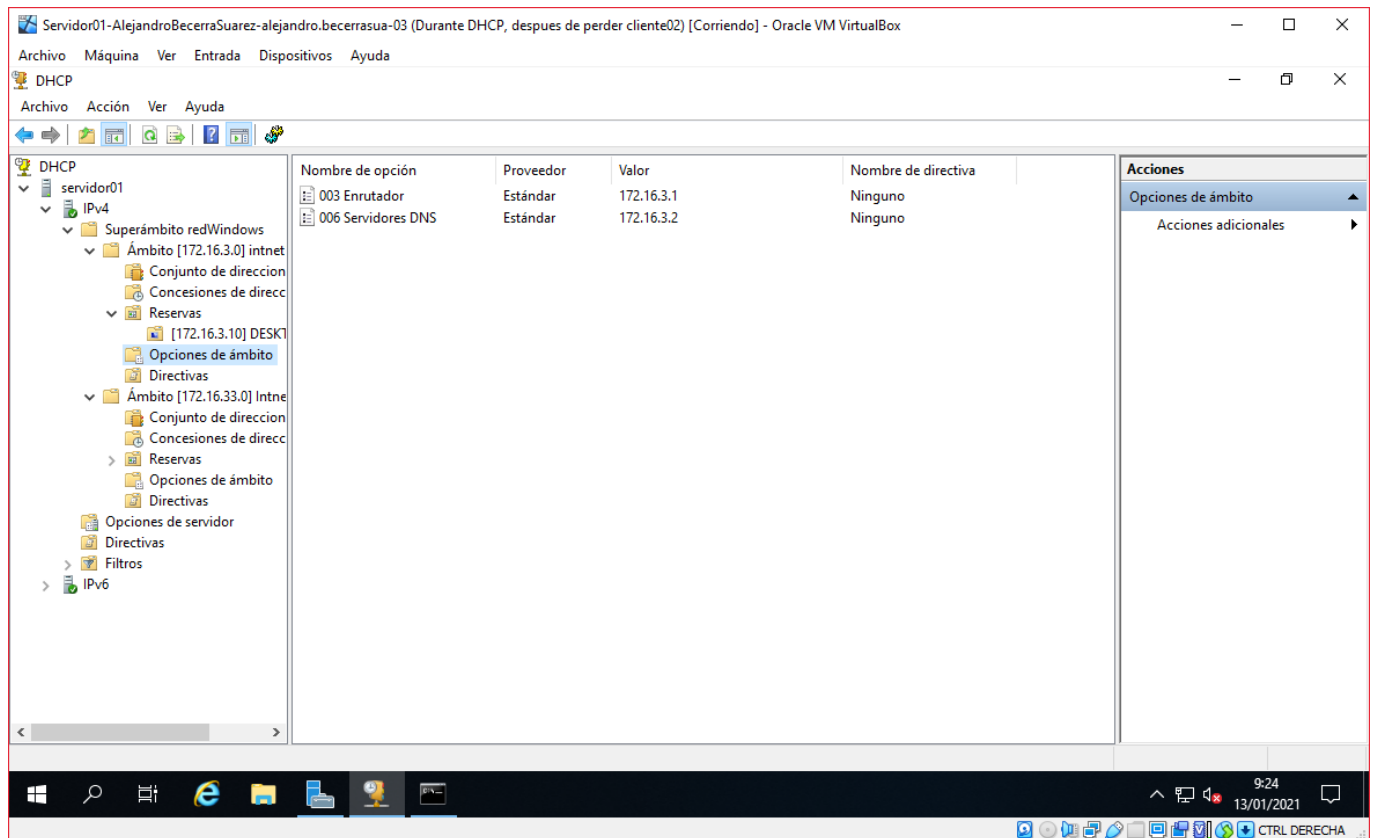 Servidor01-AlejandroBecerraSuarez-alejandro.becerrasua-03 (Durante DHCP, despues de perder cliente02) [Corriendo] - Oracle VM VirtualBox
Archivo Máquina Ver Entrada Dispositivos Ayuda
DHCP
Archivo Acción Ver Ayuda
DHCP
servidor01
IPv4
Superámbito redWindows
Ámbito [172.16.3.0] intnet
Conjunto de direccion
Concesiones de direcc
Reservas
[172.16.3.10] DESKT
Opciones de ámbito
Directivas
Ámbito [172.16.33.0] Intne
Conjunto de direccion
Concesiones de direcc
Reservas
Opciones de ámbito
Directivas
Opciones de servidor
Directivas
Filtros
IPv6
Nombre de opción Proveedor Valor Nombre de directiva
003 Enrutador Estándar 172.16.3.1 Ninguno
006 Servidores DNS Estándar 172.16.3.2 Ninguno
Acciones
Opciones de ámbito
Acciones adicionales
9:24
13/01/2021
CTRL DERECHA